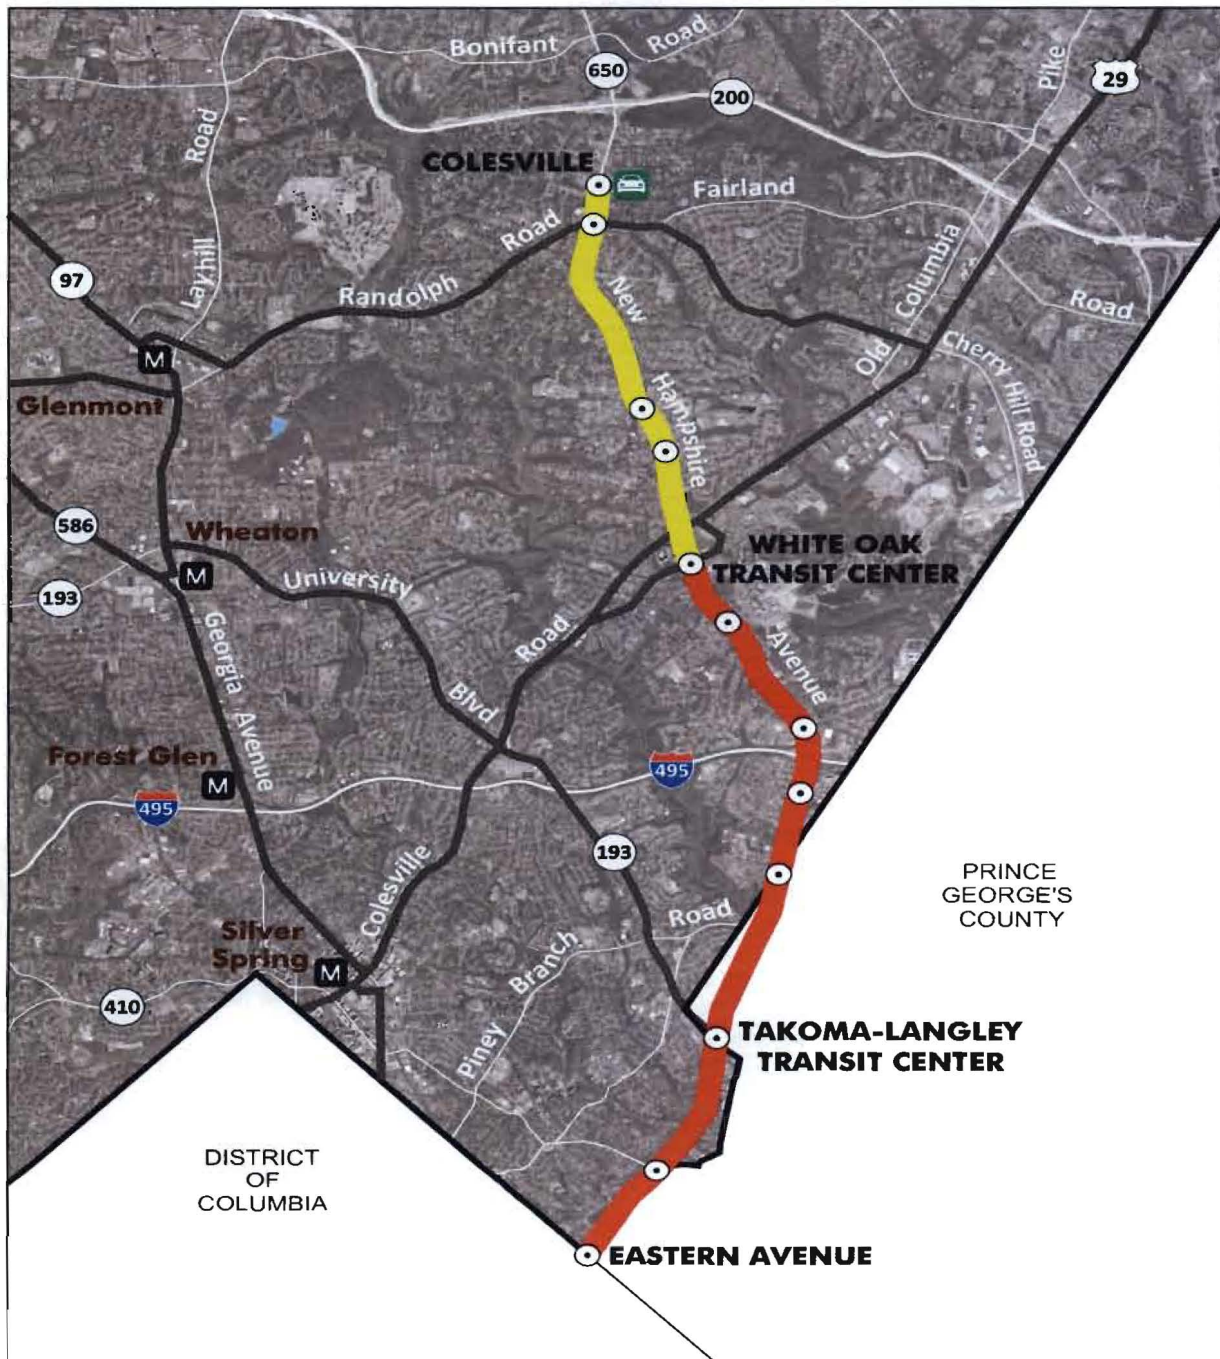 Bonifant
Road
650
200
Pike
29
Road
COLESVILLE
Fairland
Road
97
Layhill
Randolph
New
Columbia
Old
Road
Cherry Hill Road
M
Glenmont
Hampshire
586
Wheaton
M
193
University
WHITE OAK
TRANSIT CENTER
Georgia
Avenue
Blvd
Road
Avenue
Forest Glen
M
495
495
193
Colesville
PRINCE
GEORGE'S
COUNTY
Road
Branch
Piney
Silver
Spring
M
410
TAKOMA-LANGLEY
TRANSIT CENTER
DISTRICT
OF
COLUMBIA
EASTERN AVENUE